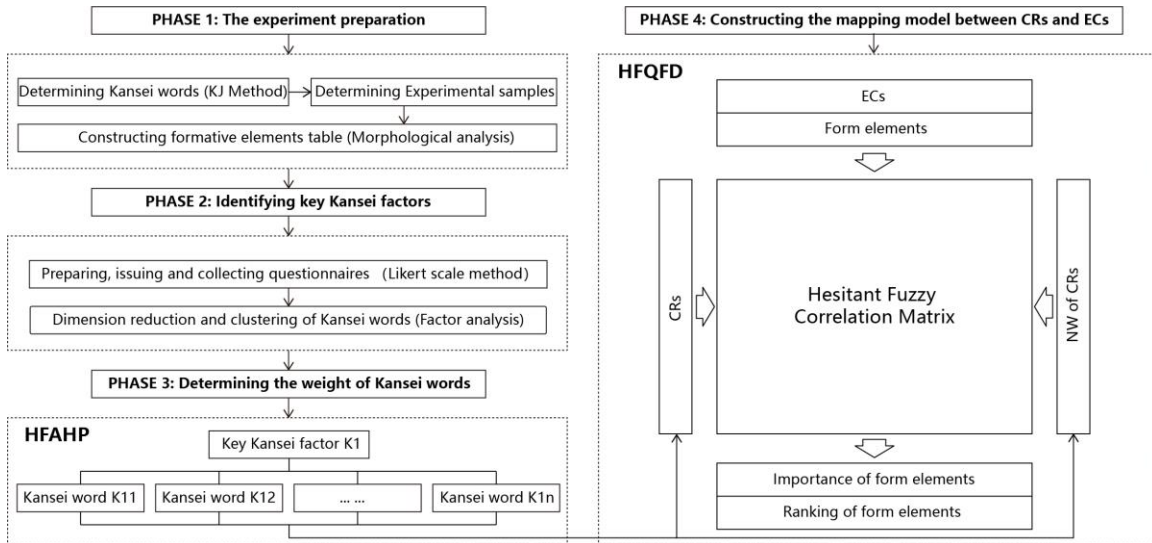 PHASE 1: The experiment preparation
Determining Kansei words (KJ Method)
Determining Experimental samples
Constructing formative elements table (Morphological analysis)
PHASE 2: Identifying key Kansei factors
Preparing, issuing and collecting questionnaires （Likert scale method）
Dimension reduction and clustering of Kansei words (Factor analysis)
PHASE 3: Determining the weight of Kansei words
HFAHP
Key Kansei factor K1
Kansei word K11
Kansei word K12
... ...
Kansei word K1n
PHASE 4: Constructing the mapping model between CRs and ECs
HFQFD
ECs
Form elements
CRs
Hesitant Fuzzy
Correlation Matrix
NW of CRs
Importance of form elements
Ranking of form elements